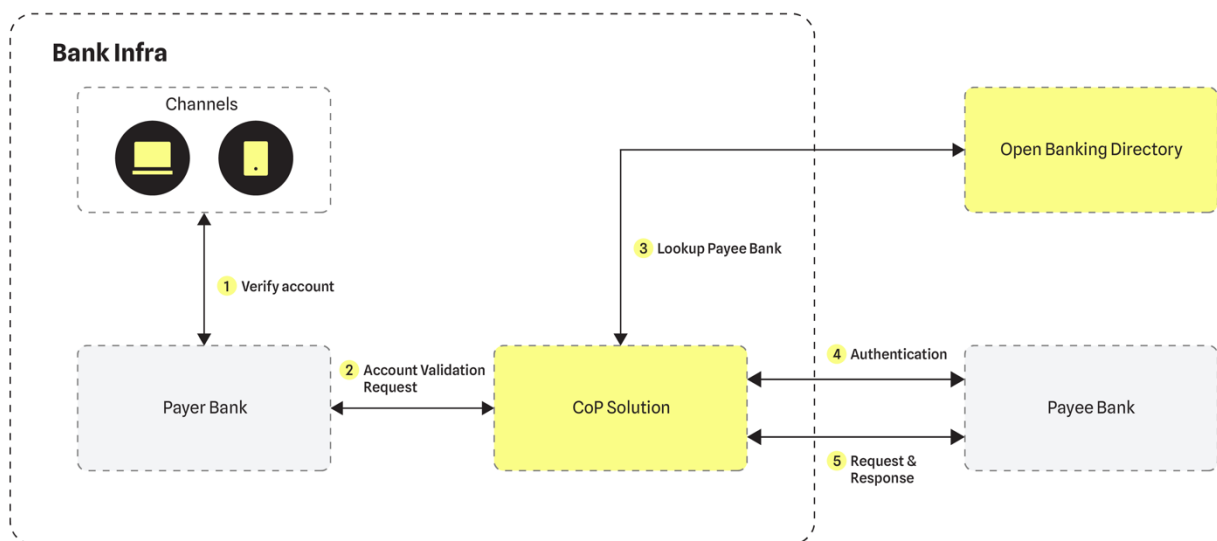 Bank Infra
Channels
Open Banking Directory
3 Lookup Payee Bank
1 Verify account
2 Account Validation
Request
4 Authentication
Payer Bank
CoP Solution
Payee Bank
5 Request &
Response